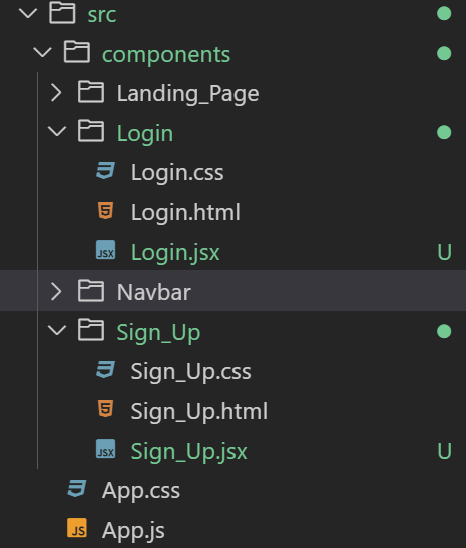 src
components
Landing_Page
Login
Login.css
Login.html
JSX Login.jsx U
Navbar
Sign_Up
Sign_Up.css
Sign_Up.html
JSX Sign_Up.jsx U
App.css
JS App.js